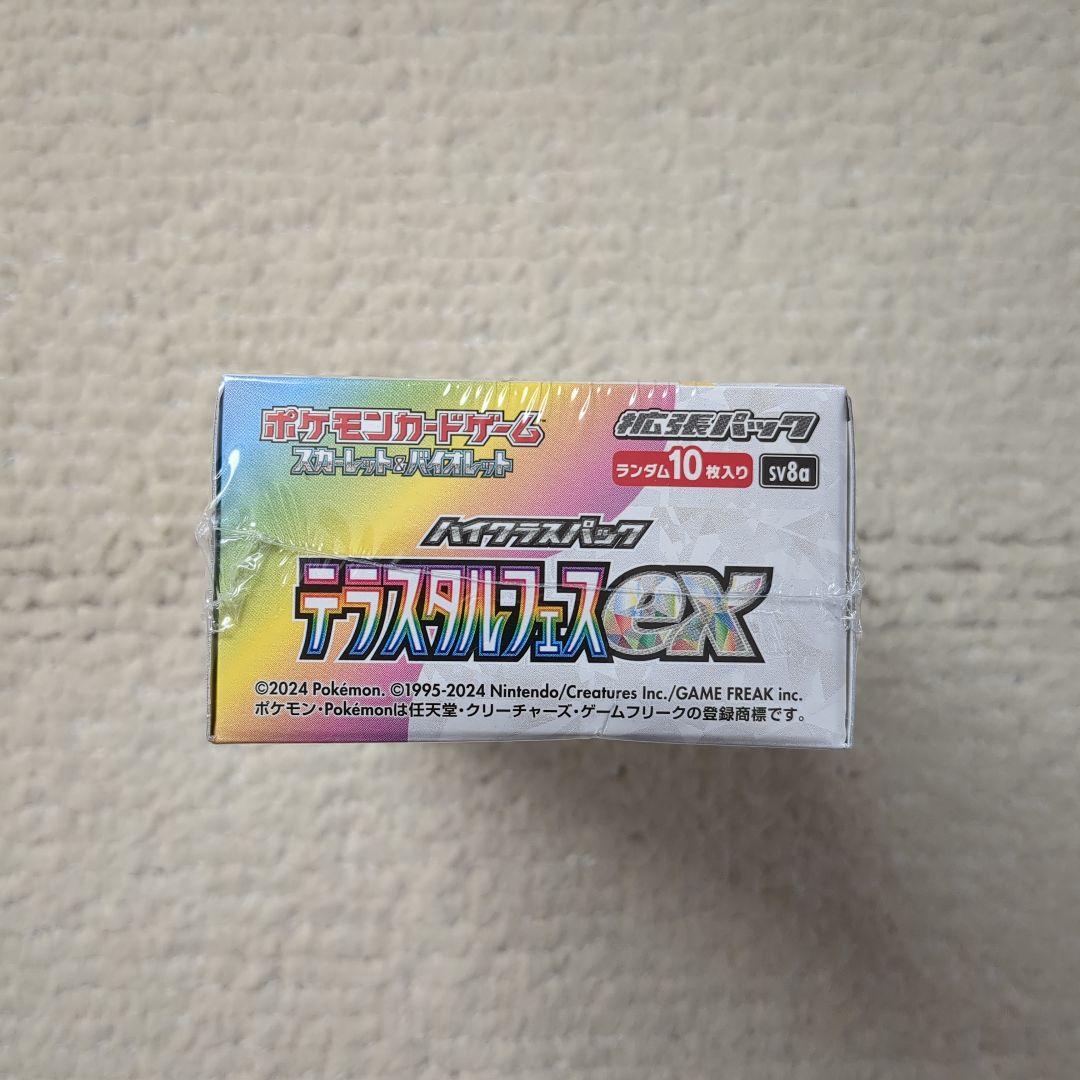 ポケモンカードゲーム™
スカーレット&バイオレット
拡張パック
ランダム10枚入り
SV8a
ハイクラスパック
テラスタル・フェスex
©2024 Pokémon. ©1995-2024 Nintendo/Creatures Inc./GAME FREAK inc.
ポケモン・Pokémonは任天堂・クリーチャーズ・ゲームフリークの登録商標です。